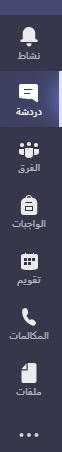 نشاط
دردشة
الفرق
الواجبات
تقويم
المكالمات
ملفات